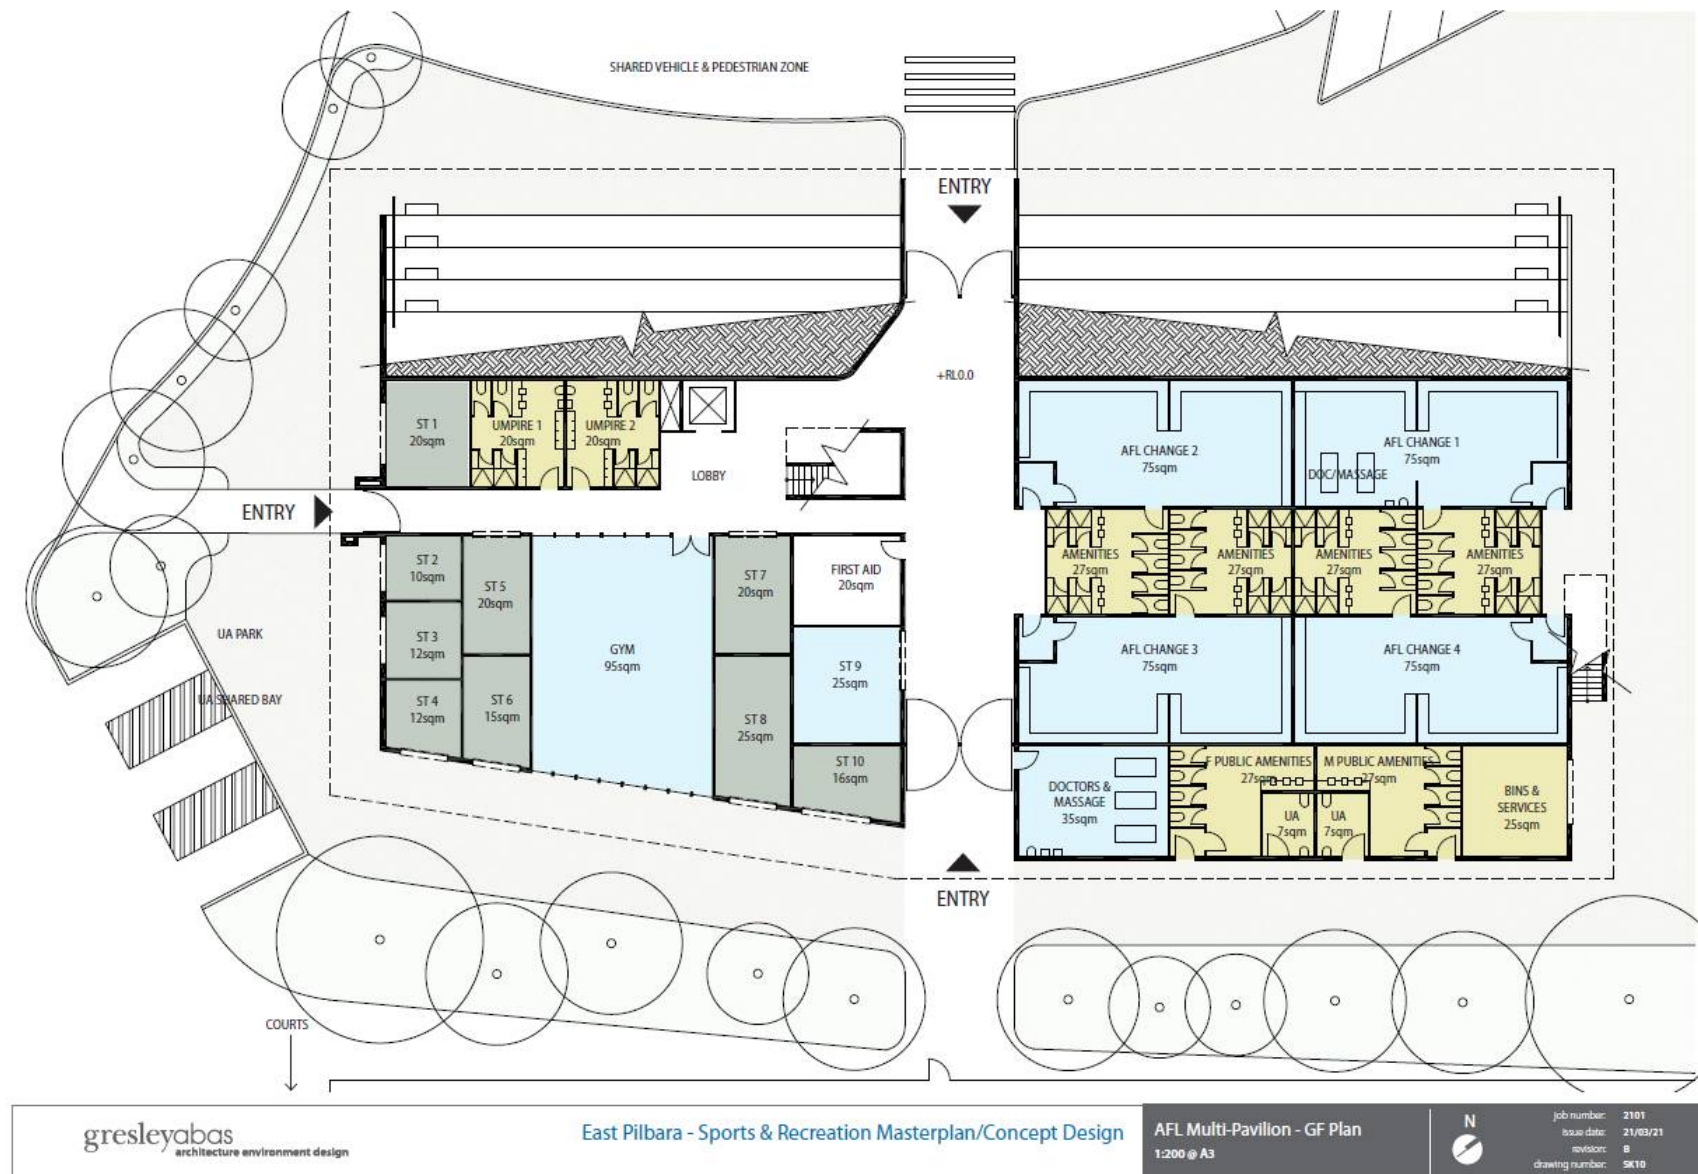 SHARED VEHICLE & PEDESTRIAN ZONE
ENTRY
+RL0.0
ST 1
20sqm
UMPIRE 1
20sqm
UMPIRE 2
20sqm
LOBBY
AFL CHANGE 2
75sqm
AFL CHANGE 1
75sqm
DOC/MASSAGE
ENTRY
ST 2
10sqm
ST 5
20sqm
ST 7
20sqm
FIRST AID
20sqm
AMENITIES
27sqm
AMENITIES
27sqm
AMENITIES
27sqm
AMENITIES
27sqm
UA PARK
ST 3
12sqm
GYM
95sqm
ST 9
25sqm
AFL CHANGE 3
75sqm
AFL CHANGE 4
75sqm
UA SHARED BAY
ST 4
12sqm
ST 6
15sqm
ST 8
25sqm
ST 10
16sqm
DOCTORS &
MASSAGE
35sqm
F PUBLIC AMENITIES
27sqm
M PUBLIC AMENITIES
27sqm
UA
7sqm
UA
7sqm
BINS &
SERVICES
25sqm
ENTRY
COURTS
gresleyabas
architecture environment design
East Pilbara - Sports & Recreation Masterplan/Concept Design
AFL Multi-Pavilion - GF Plan
1:200 @ A3
N
job number: 2101
issue date: 21/03/21
revision: B
drawing number: SK10